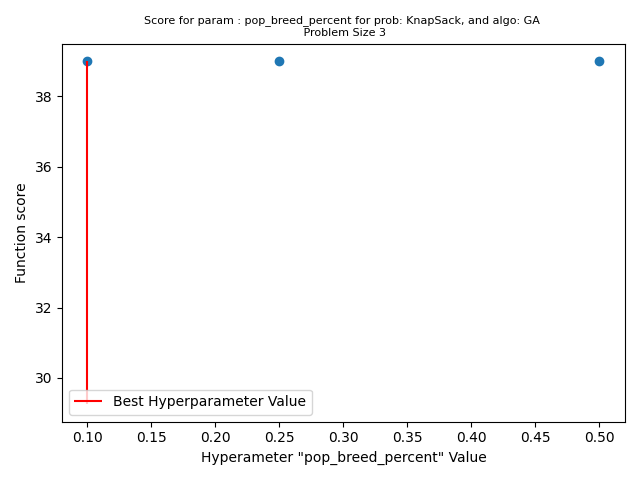 Score for param : pop_breed_percent for prob: KnapSack, and algo: GA
Problem Size 3
38
36
34
32
30
Function score
Best Hyperparameter Value
0.10 0.15 0.20 0.25 0.30 0.35 0.40 0.45 0.50
Hyperameter "pop_breed_percent" Value